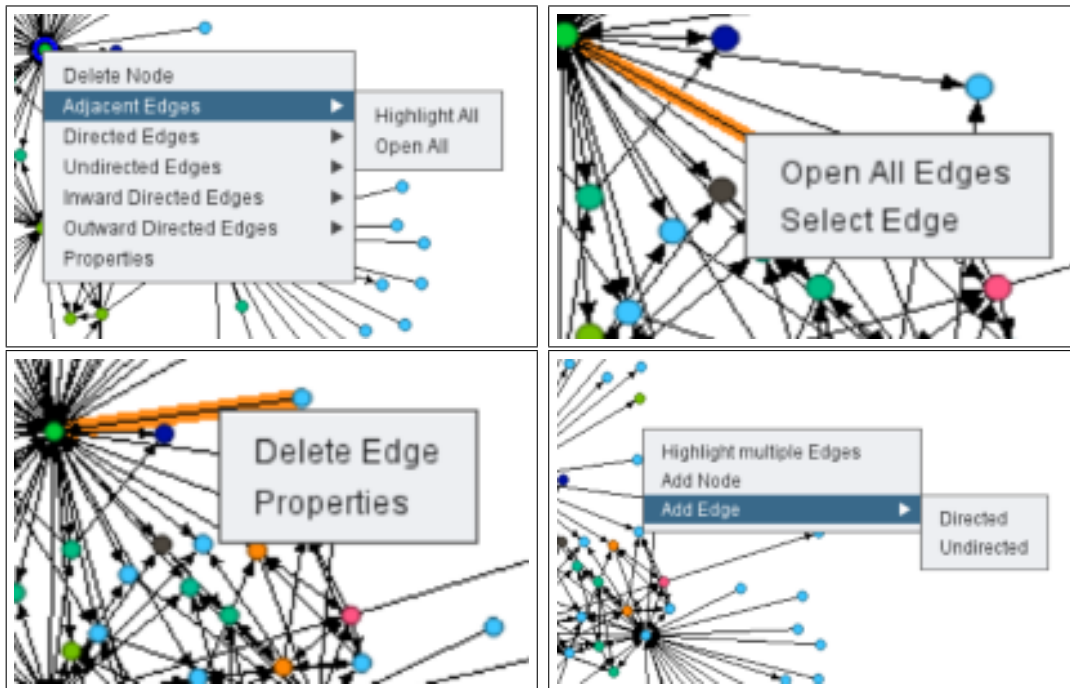 Delete Node
Adjacent Edges
Highlight All
Directed Edges
Open All
Undirected Edges
Inward Directed Edges
Outward Directed Edges
Properties
Open All Edges
Select Edge
Delete Edge
Properties
Highlight multiple Edges
Add Node
Add Edge
Directed
Undirected